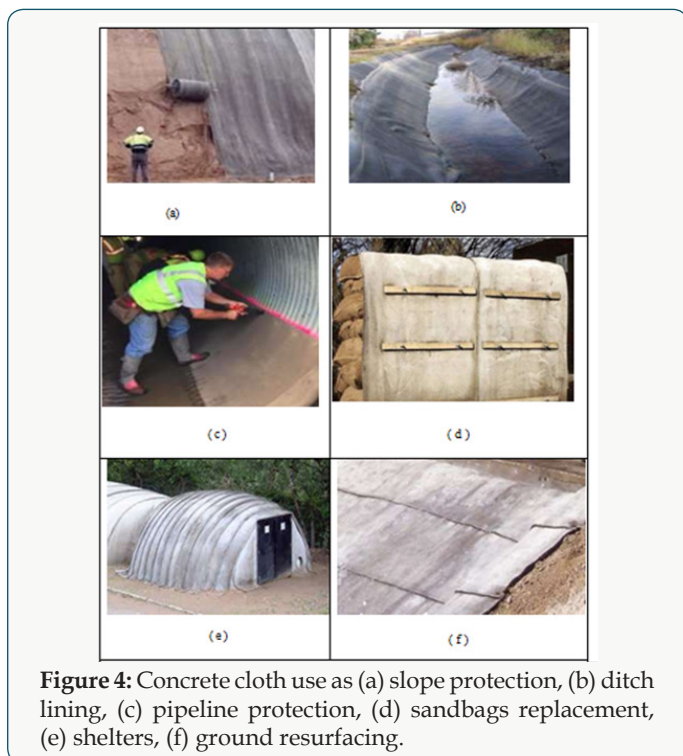 (a)
(b)
(c)
(d)
(e)
(f)
Figure 4: Concrete cloth use as (a) slope protection, (b) ditch
lining, (c) pipeline protection, (d) sandbags replacement,
(e) shelters, (f) ground resurfacing.